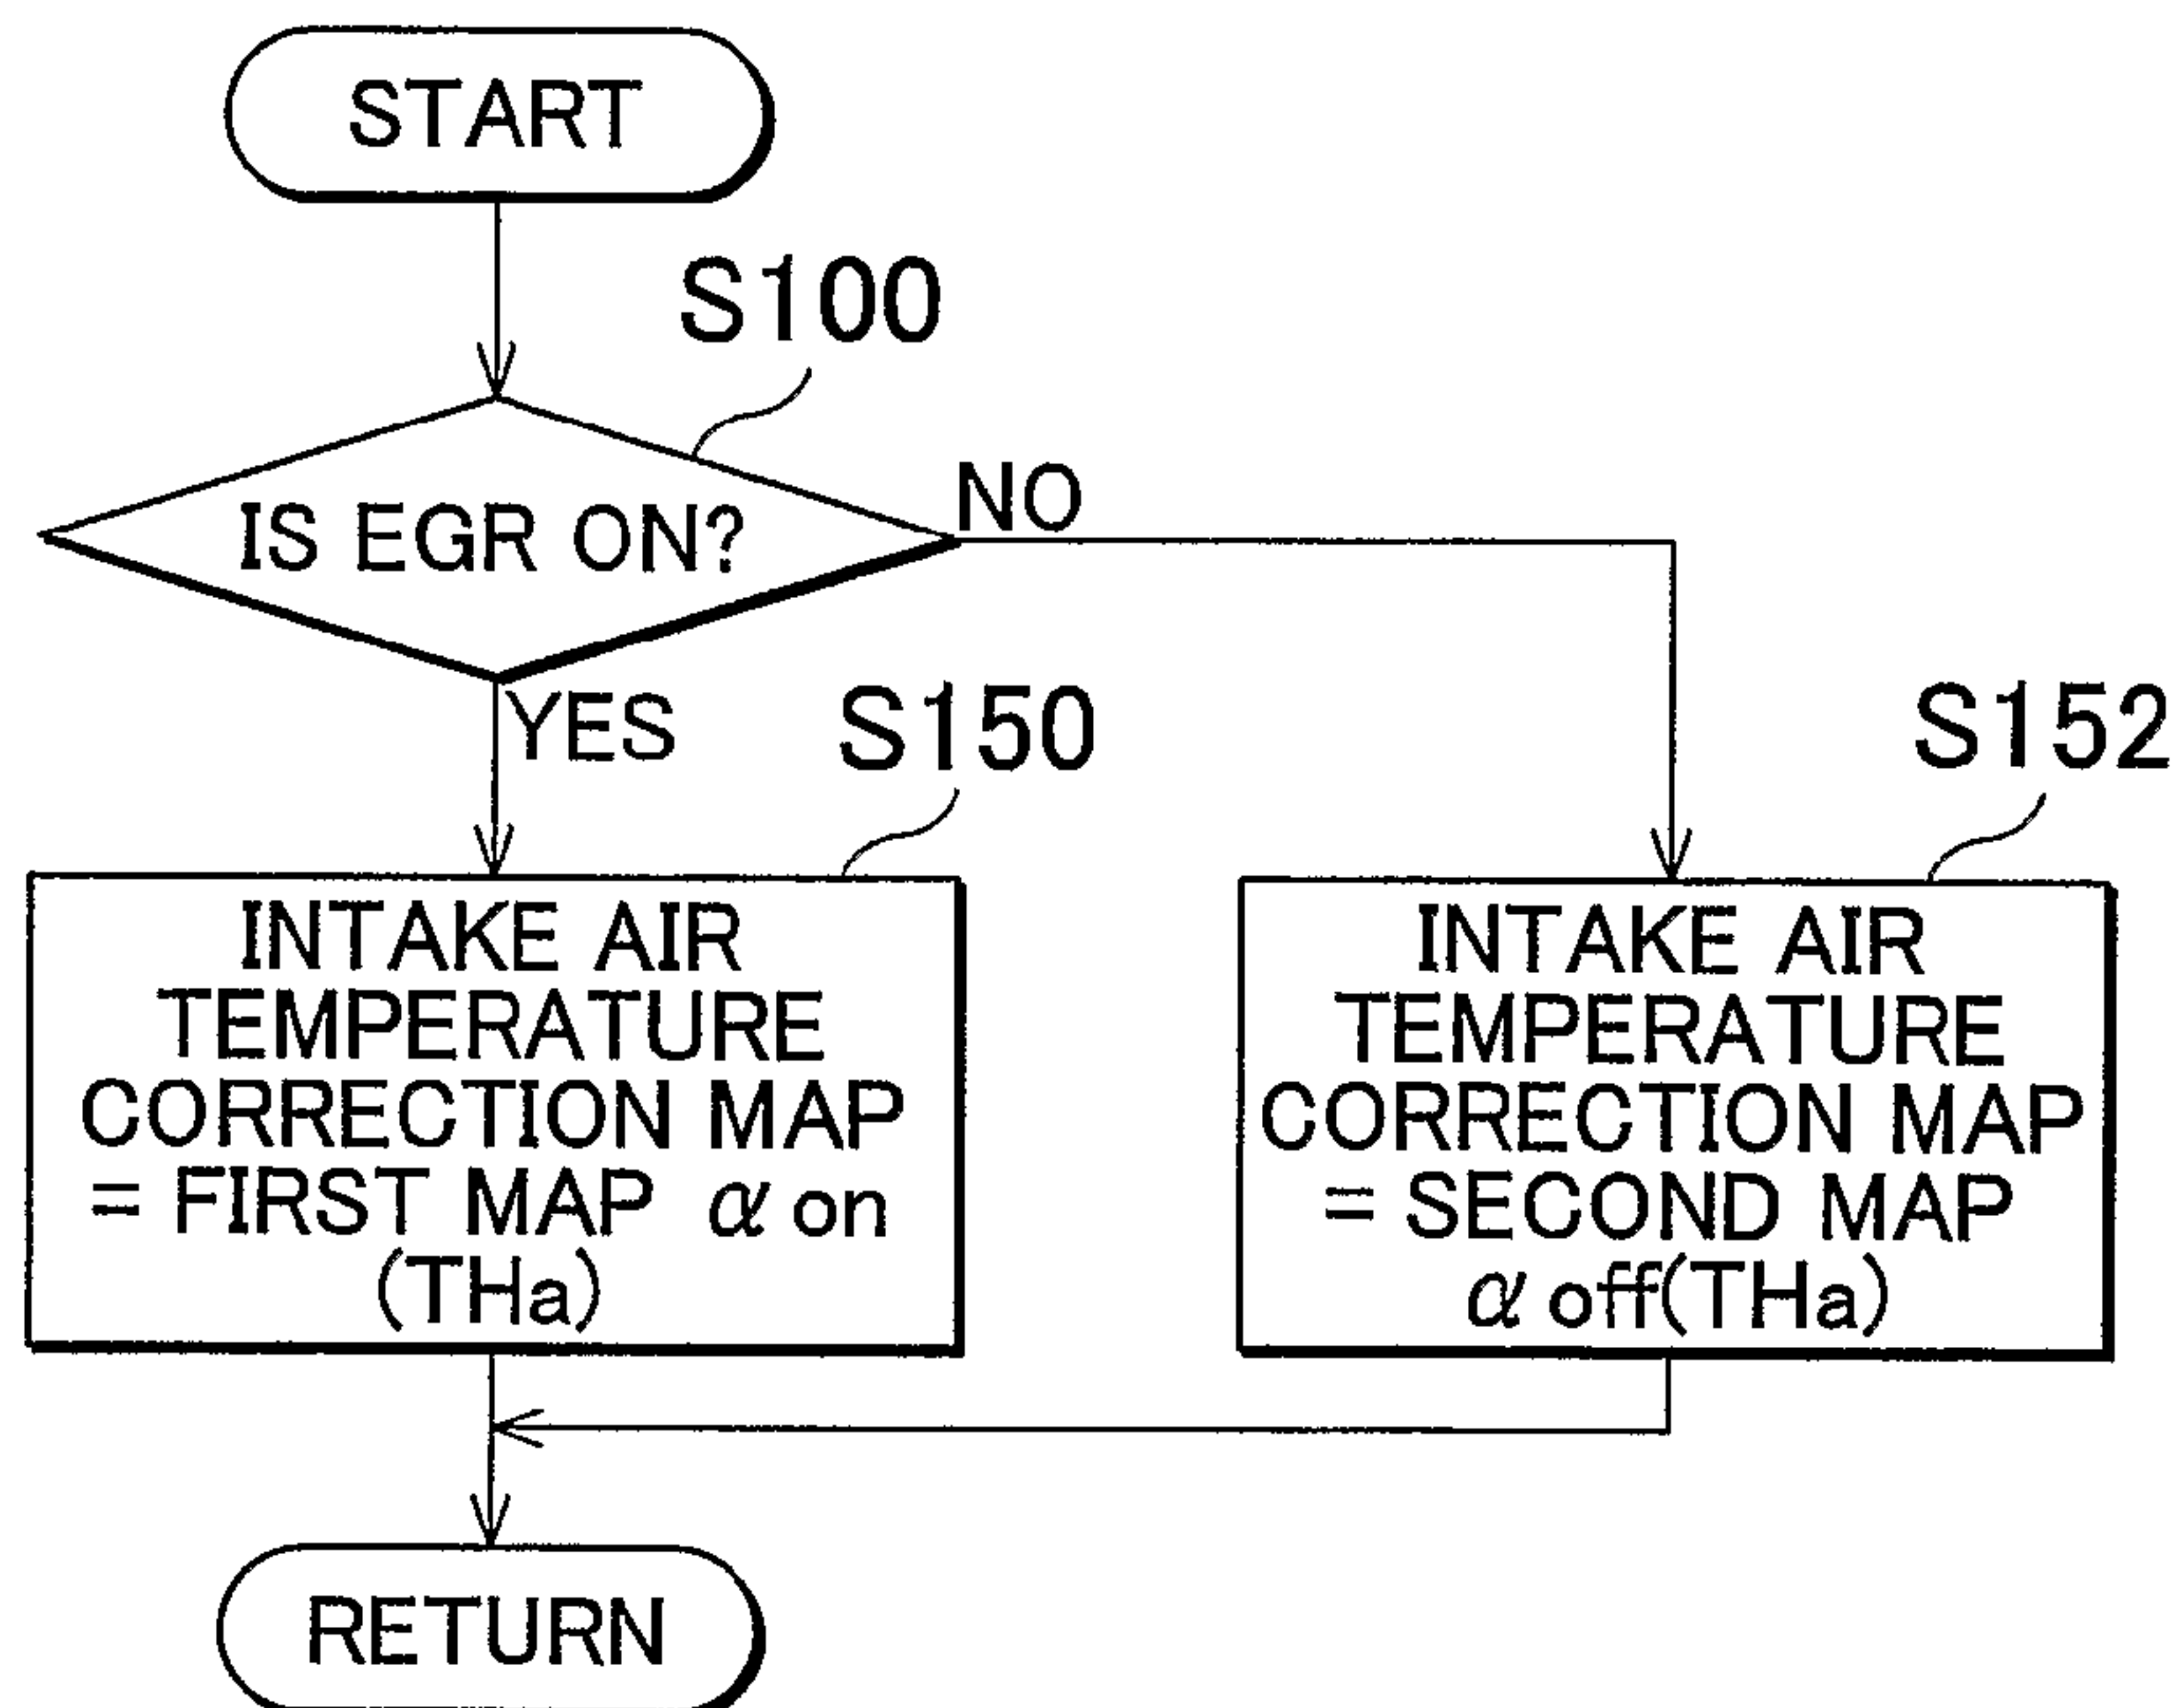 START
S100
IS EGR ON?
NO
YES
S150
S152
INTAKE AIR
TEMPERATURE
CORRECTION MAP
= FIRST MAP α on
(THa)
INTAKE AIR
TEMPERATURE
CORRECTION MAP
= SECOND MAP
α off(THa)
RETURN